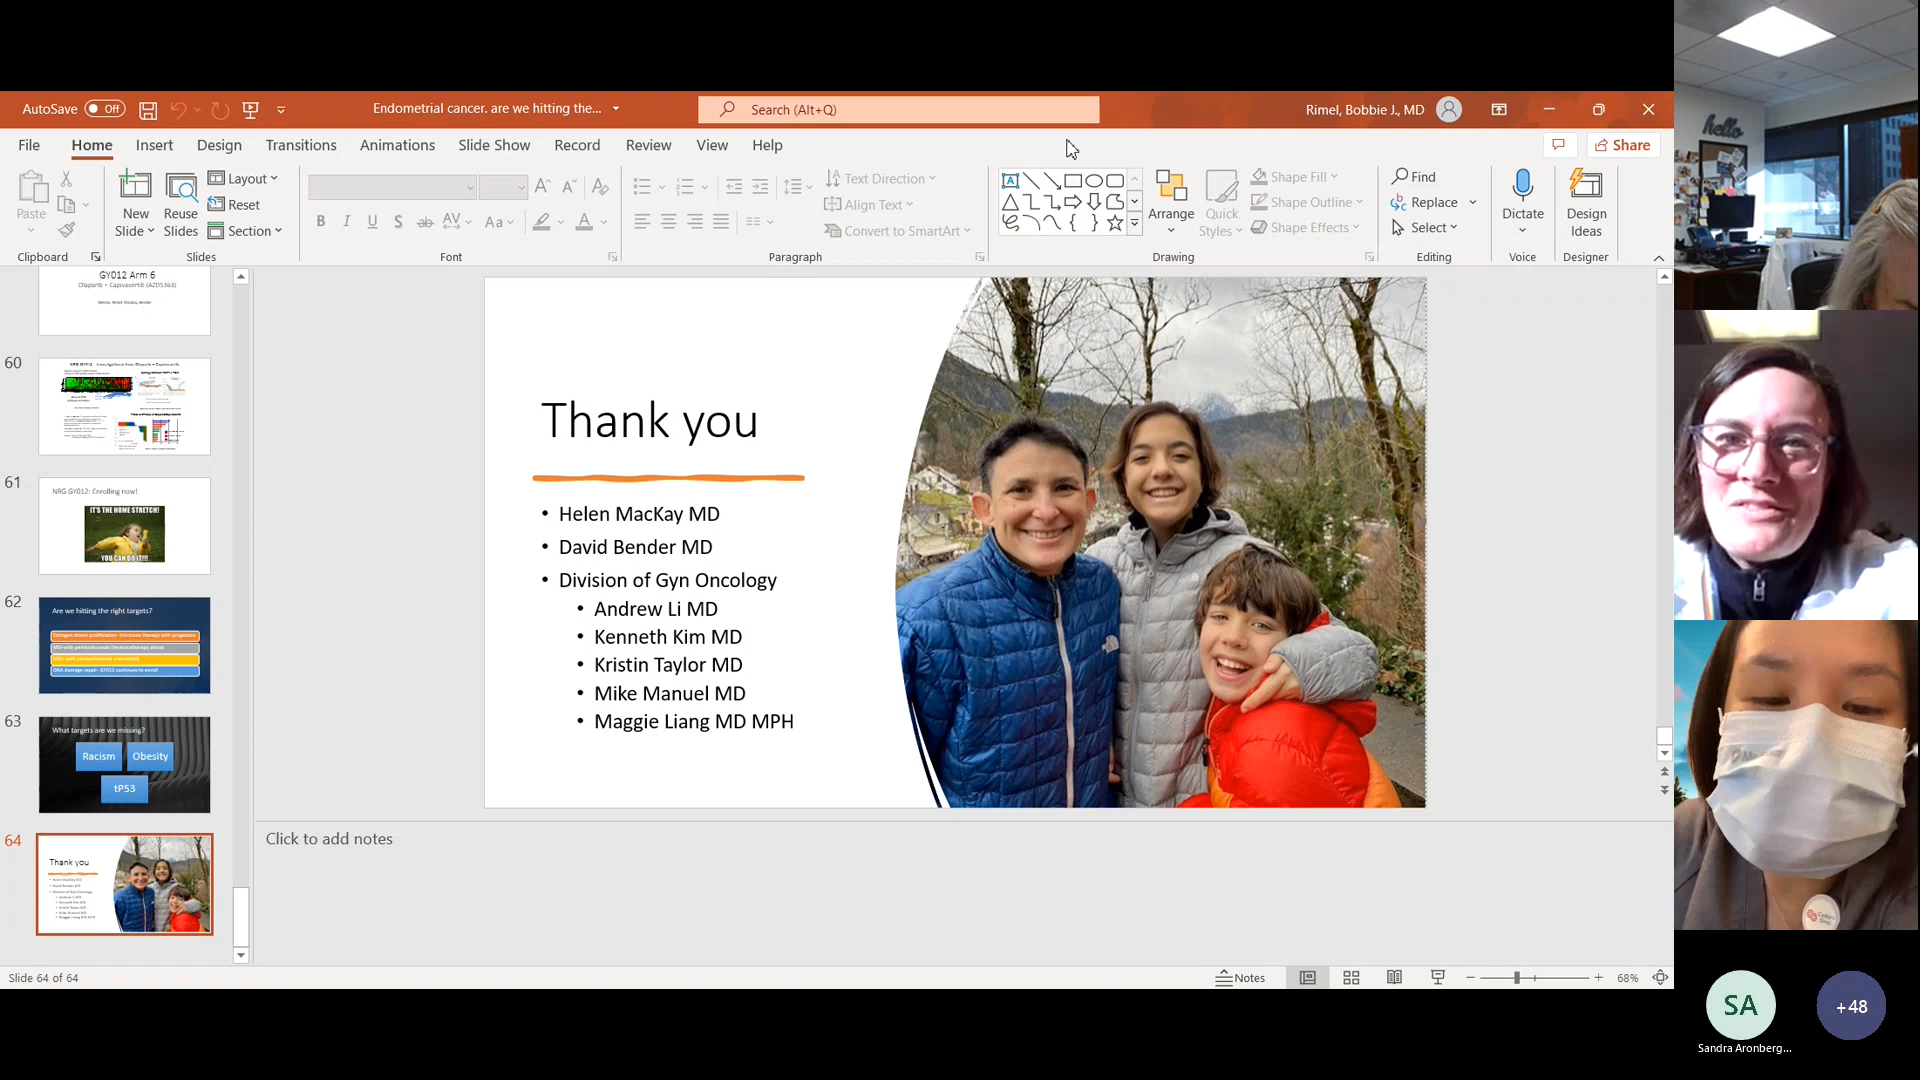 AutoSave Off
Endometrial cancer. are we hitting the...
Search (Alt+Q)
Rimel, Bobbie J., MD
File Home Insert Design Transitions Animations Slide Show Record Review View Help
Share
Paste
New Slide
Reuse Slides
Layout
Reset
Section
B I U S ab AV Aa A
Text Direction
Align Text
Convert to SmartArt
Arrange
Quick Styles
Shape Fill
Shape Outline
Shape Effects
Find
Replace
Select
Dictate
Design Ideas
Clipboard Slides Font Paragraph Drawing Editing Voice Designer
GY012 Arm 6
Olaparib + Capivasertib (AZD5363)
60
61
NRG GY012: Enrolling now!
IT'S THE HOME STRETCH!
YOU CAN DO IT!!!
62
Are we hitting the right targets?
63
What targets are we missing?
Racism
Obesity
tP53
64
Thank you
Thank you
• Helen MacKay MD
• David Bender MD
• Division of Gyn Oncology
• Andrew Li MD
• Kenneth Kim MD
• Kristin Taylor MD
• Mike Manuel MD
• Maggie Liang MD MPH
Click to add notes
Slide 64 of 64
Notes
68%
hello
SA
Sandra Aronberg...
+48